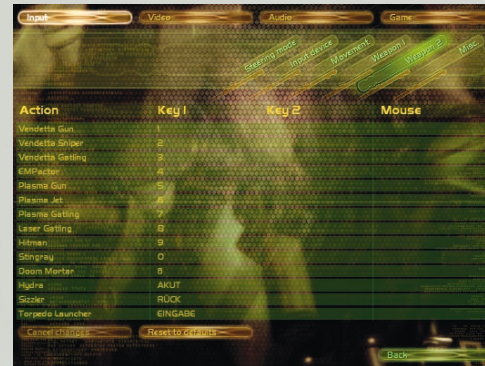 Input Video Audio Game
Steering mode Input device Movement Weapon 1 Weapon 2 Misc.
Action Key 1 Key 2 Mouse
Vendetta Gun 1
Vendetta Sniper 2
Vendetta Gatling 3
EMPactor 4
Plasma Gun 5
Plasma Jet 6
Plasma Gatling 7
Laser Gatling 8
Hitman 9
Stingray 0
Doom Mortar ß
Hydra AKUT
Sizzler RÜCK
Torpedo Launcher EINGABE
Cancel changes Reset to defaults
Back